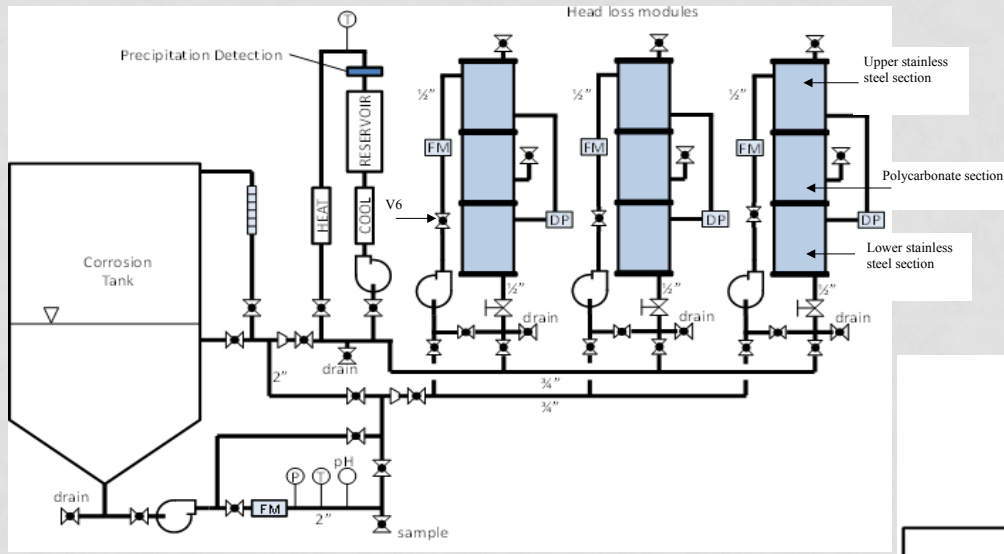 Head loss modules
T
Precipitation Detection
½"
½"
½"
Upper stainless
steel section
RESERVOIR
FM
FM
FM
Polycarbonate section
V6
HEAT
COOL
DP
DP
DP
Lower stainless
steel section
Corrosion
Tank
½"
½"
½"
drain
drain
drain
drain
2"
¾"
¾"
pH
P
T
drain
FM
2"
sample